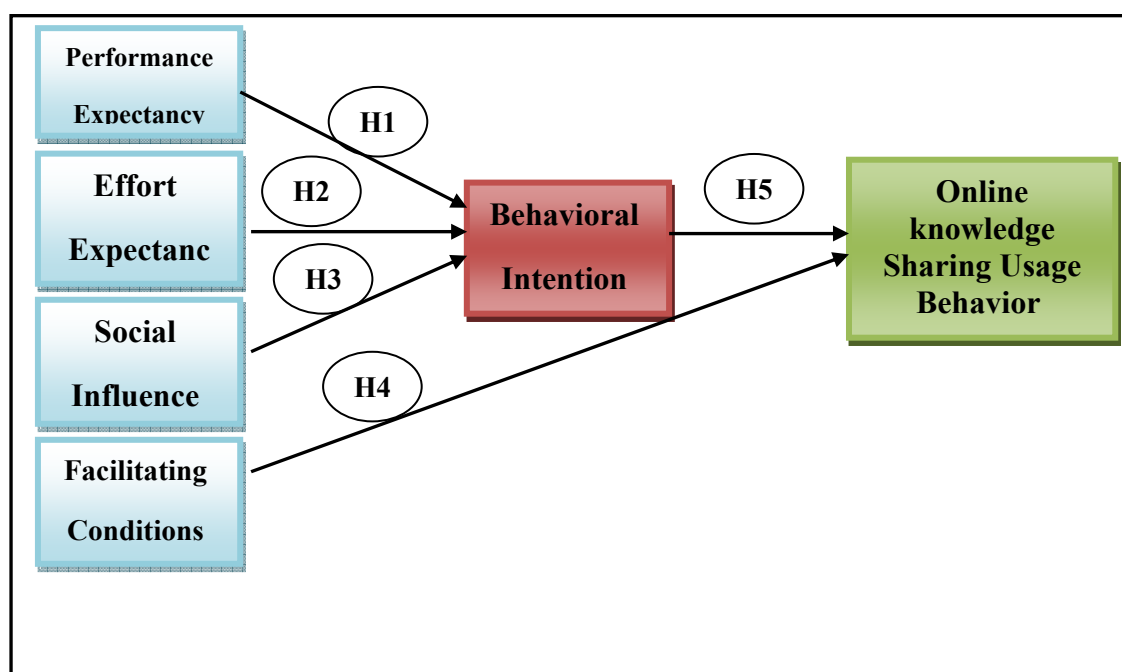 Performance
Expectancy
H1
Effort
Expectanc
H2
H3
Social
Influence
H4
Facilitating
Conditions
Behavioral
Intention
H5
Online
knowledge
Sharing Usage
Behavior